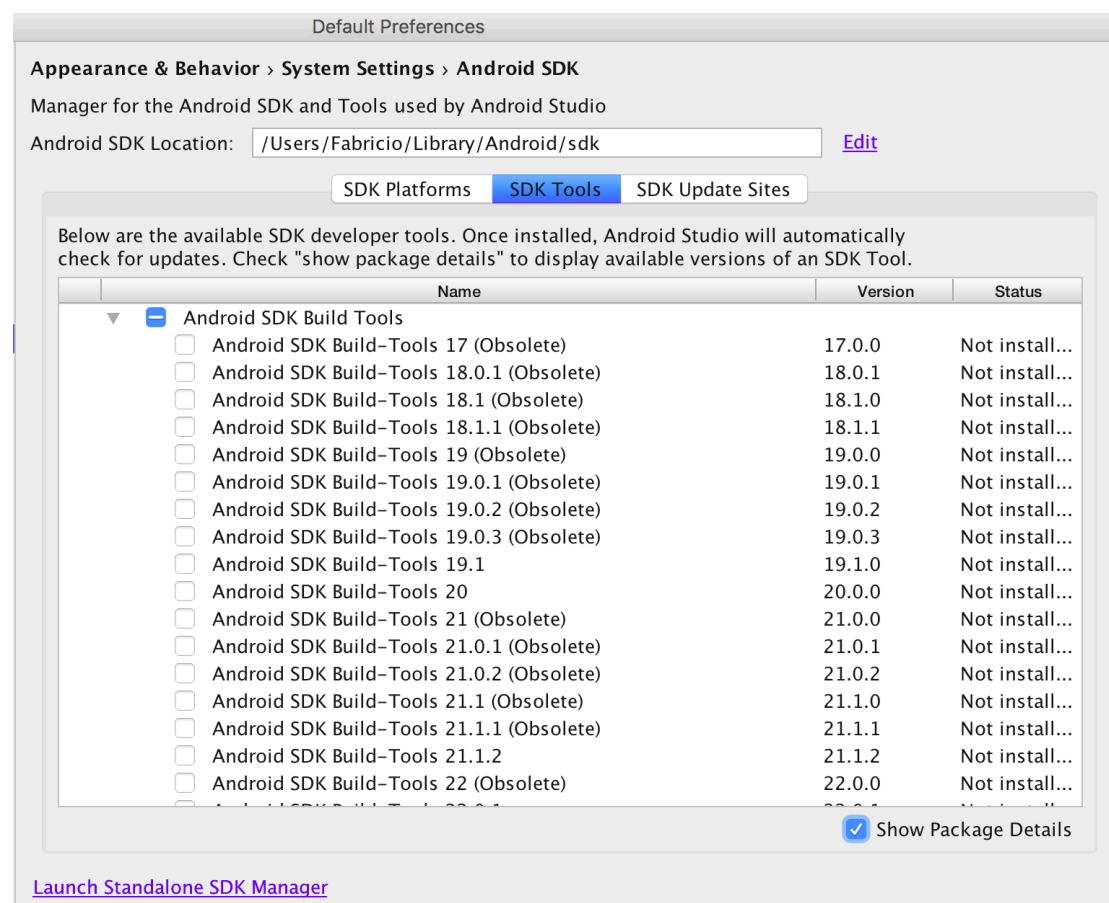 Default Preferences
Appearance & Behavior › System Settings › Android SDK
Manager for the Android SDK and Tools used by Android Studio
Android SDK Location: /Users/Fabricio/Library/Android/sdk Edit
SDK Platforms SDK Tools SDK Update Sites
Below are the available SDK developer tools. Once installed, Android Studio will automatically
check for updates. Check "show package details" to display available versions of an SDK Tool.
Name Version Status
Android SDK Build Tools
Android SDK Build-Tools 17 (Obsolete) 17.0.0 Not install...
Android SDK Build-Tools 18.0.1 (Obsolete) 18.0.1 Not install...
Android SDK Build-Tools 18.1 (Obsolete) 18.1.0 Not install...
Android SDK Build-Tools 18.1.1 (Obsolete) 18.1.1 Not install...
Android SDK Build-Tools 19 (Obsolete) 19.0.0 Not install...
Android SDK Build-Tools 19.0.1 (Obsolete) 19.0.1 Not install...
Android SDK Build-Tools 19.0.2 (Obsolete) 19.0.2 Not install...
Android SDK Build-Tools 19.0.3 (Obsolete) 19.0.3 Not install...
Android SDK Build-Tools 19.1 19.1.0 Not install...
Android SDK Build-Tools 20 20.0.0 Not install...
Android SDK Build-Tools 21 (Obsolete) 21.0.0 Not install...
Android SDK Build-Tools 21.0.1 (Obsolete) 21.0.1 Not install...
Android SDK Build-Tools 21.0.2 (Obsolete) 21.0.2 Not install...
Android SDK Build-Tools 21.1 (Obsolete) 21.1.0 Not install...
Android SDK Build-Tools 21.1.1 (Obsolete) 21.1.1 Not install...
Android SDK Build-Tools 21.1.2 21.1.2 Not install...
Android SDK Build-Tools 22 (Obsolete) 22.0.0 Not install...
Show Package Details
Launch Standalone SDK Manager